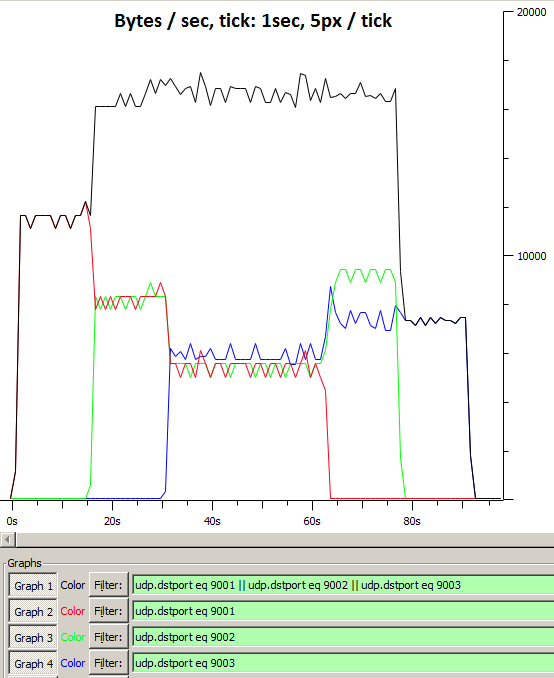 Bytes / sec, tick: 1sec, 5px / tick
20000
10000
0
0s 20s 40s 60s 80s
Graphs
Graph 1 Color Filter: udp.dstport eq 9001 || udp.dstport eq 9002 || udp.dstport eq 9003
Graph 2 Color Filter: udp.dstport eq 9001
Graph 3 Color Filter: udp.dstport eq 9002
Graph 4 Color Filter: udp.dstport eq 9003